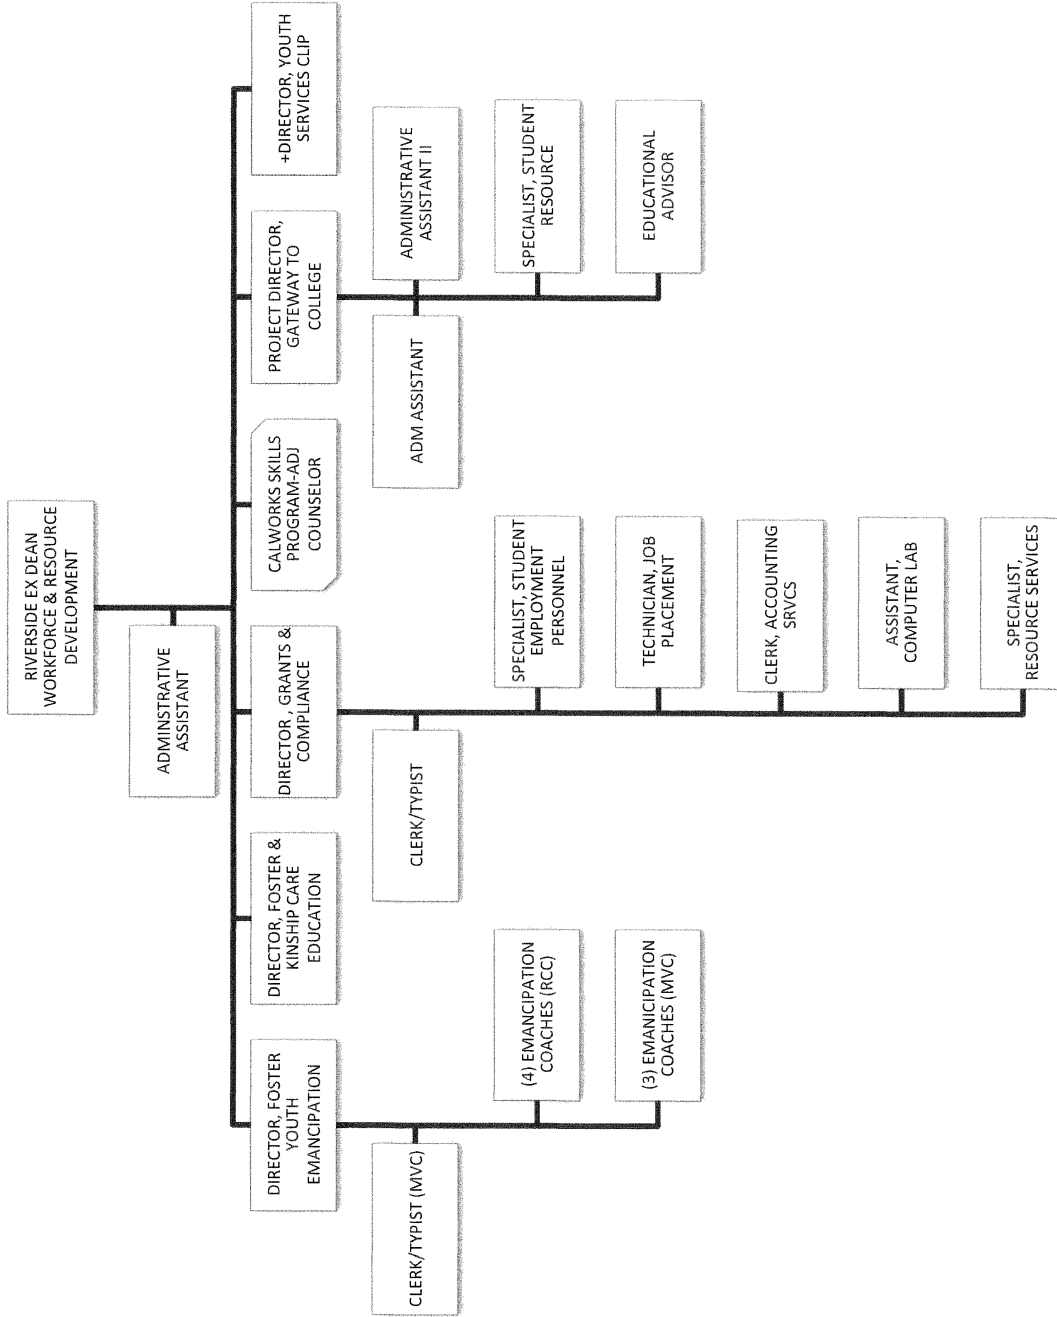 RIVERSIDE EX DEAN
WORKFORCE & RESOURCE
DEVELOPMENT
ADMINSTRATIVE
ASSISTANT
DIRECTOR, FOSTER
YOUTH
EMANCIPATION
DIRECTOR, FOSTER &
KINSHIP CARE
EDUCATION
DIRECTOR , GRANTS &
COMPLIANCE
CALWORKS SKILLS
PROGRAM-ADJ
COUNSELOR
PROJECT DIRECTOR,
GATEWAY TO
COLLEGE
+DIRECTOR, YOUTH
SERVICES CLIP
CLERK/TYPIST (MVC)
(4) EMANCIPATION
COACHES (RCC)
(3) EMANICIPATION
COACHES (MVC)
CLERK/TYPIST
SPECIALIST, STUDENT
EMPLOYMENT
PERSONNEL
TECHNICIAN, JOB
PLACEMENT
CLERK, ACCOUNTING
SRVCS
ASSISTANT,
COMPUTER LAB
SPECIALIST,
RESOURCE SERVICES
ADM ASSISTANT
ADMINISTRATIVE
ASSISTANT II
SPECIALIST, STUDENT
RESOURCE
EDUCATIONAL
ADVISOR